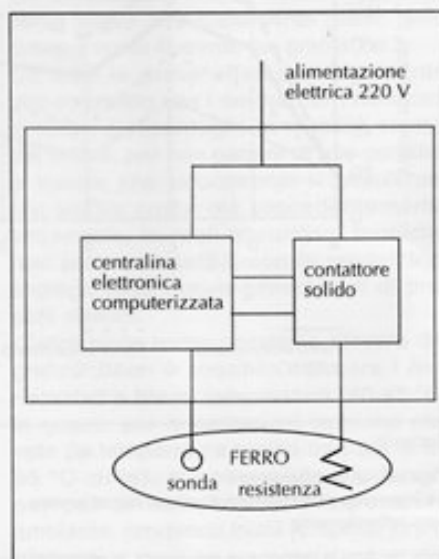 alimentazione
elettrica 220 V
centralina
elettronica
computerizzata
contattore
solido
FERRO
sonda
resistenza